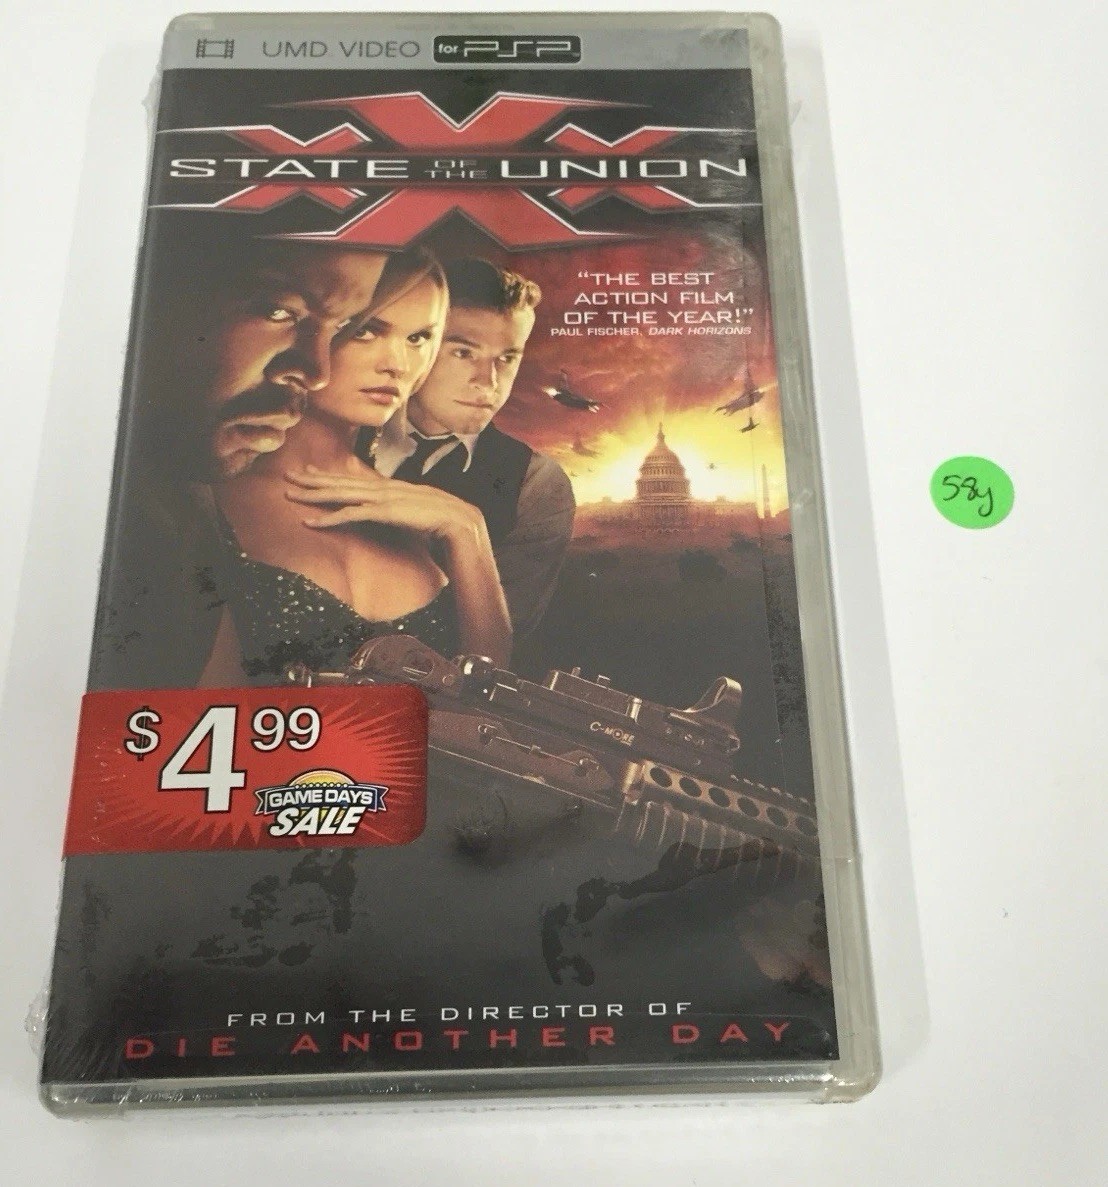 UMD VIDEO for PSP
xXx
STATE OF THE UNION
"THE BEST
ACTION FILM
OF THE YEAR!"
PAUL FISCHER, DARK HORIZONS
C-MORE
$4.99
GAME DAYS
SALE
FROM THE DIRECTOR OF
DIE ANOTHER DAY
58y